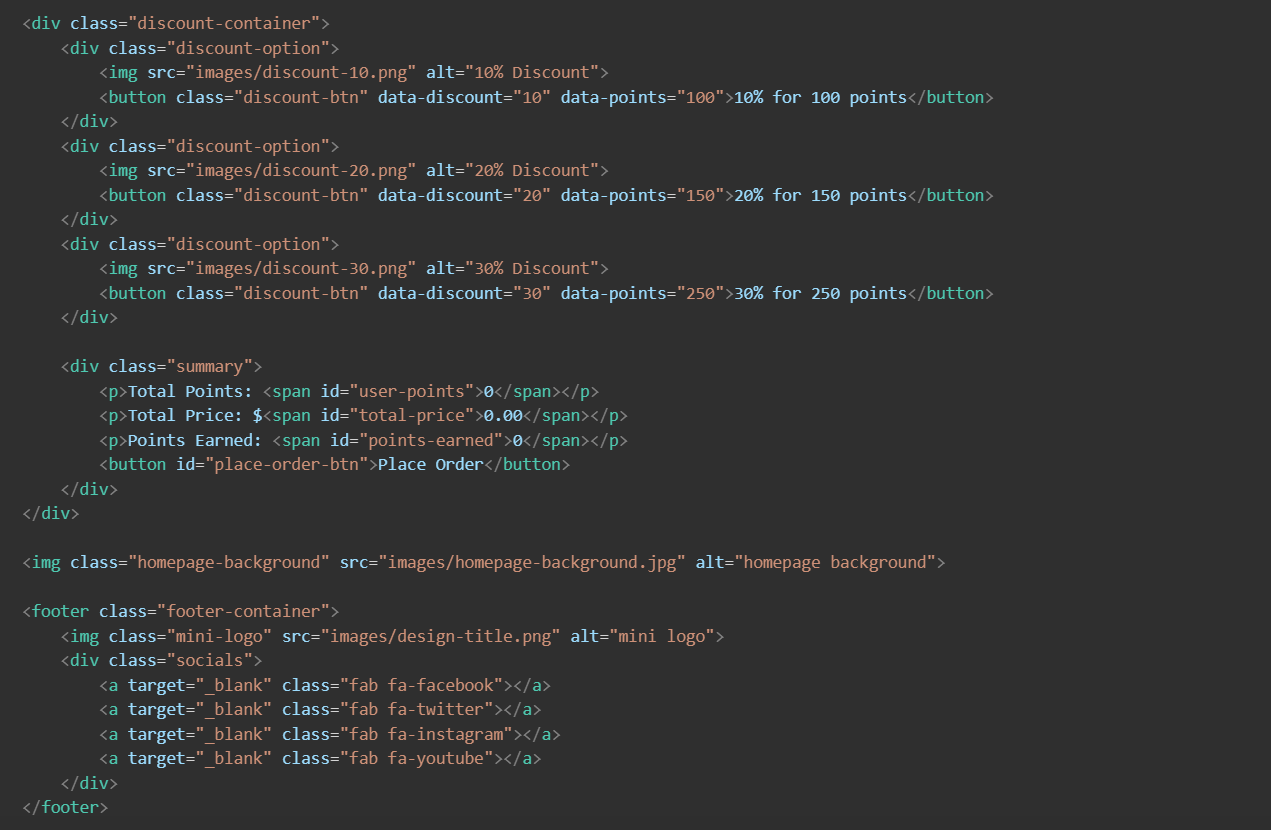 <div class="discount-container">
    <div class="discount-option">
        <img src="images/discount-10.png" alt="10% Discount">
        <button class="discount-btn" data-discount="10" data-points="100">10% for 100 points</button>
    </div>
    <div class="discount-option">
        <img src="images/discount-20.png" alt="20% Discount">
        <button class="discount-btn" data-discount="20" data-points="150">20% for 150 points</button>
    </div>
    <div class="discount-option">
        <img src="images/discount-30.png" alt="30% Discount">
        <button class="discount-btn" data-discount="30" data-points="250">30% for 250 points</button>
    </div>

    <div class="summary">
        <p>Total Points: <span id="user-points">0</span></p>
        <p>Total Price: $<span id="total-price">0.00</span></p>
        <p>Points Earned: <span id="points-earned">0</span></p>
        <button id="place-order-btn">Place Order</button>
    </div>
</div>

<img class="homepage-background" src="images/homepage-background.jpg" alt="homepage background">

<footer class="footer-container">
    <img class="mini-logo" src="images/design-title.png" alt="mini logo">
    <div class="socials">
        <a target="_blank" class="fab fa-facebook"></a>
        <a target="_blank" class="fab fa-twitter"></a>
        <a target="_blank" class="fab fa-instagram"></a>
        <a target="_blank" class="fab fa-youtube"></a>
    </div>
</footer>